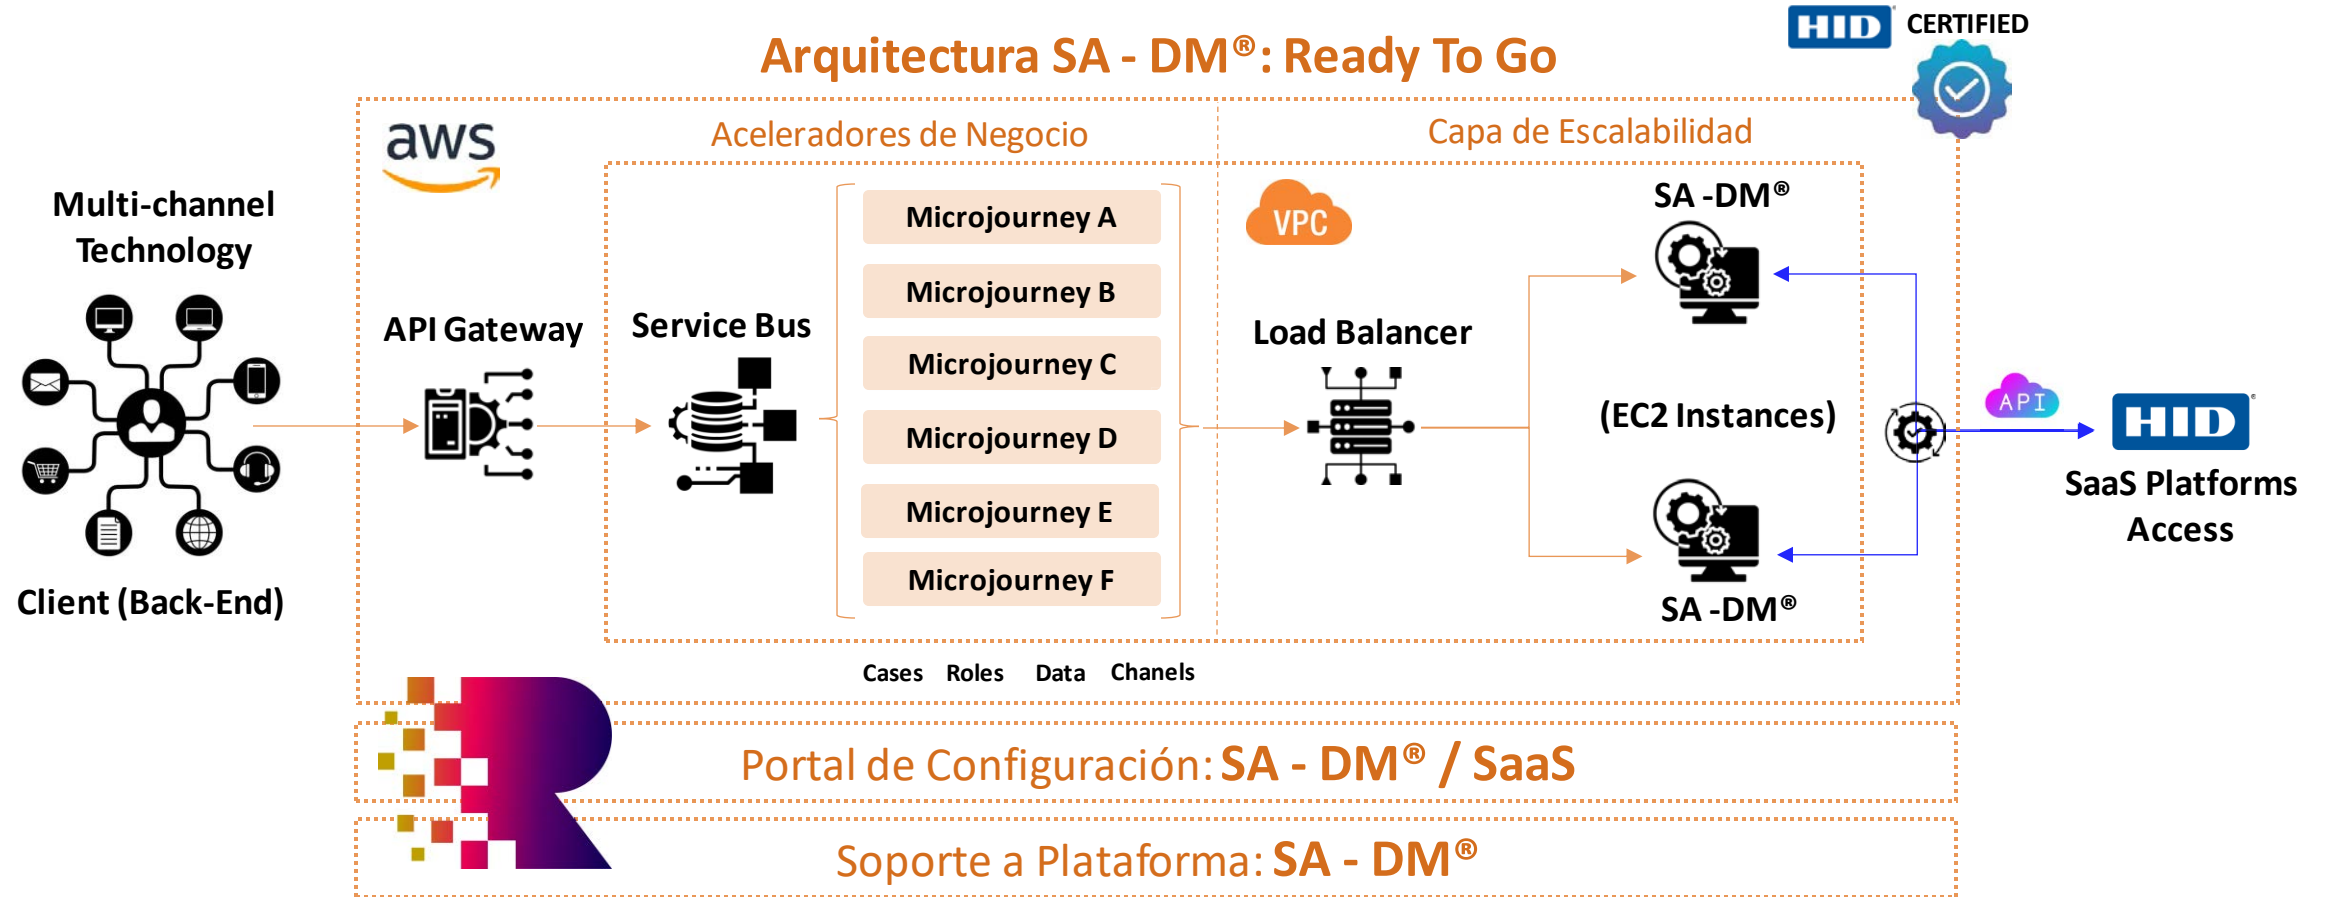 HID CERTIFIED
Arquitectura SA - DM®: Ready To Go
aws
Aceleradores de Negocio
Capa de Escalabilidad
Multi-channel
Technology
Client (Back-End)
API Gateway
Service Bus
Microjourney A
Microjourney B
Microjourney C
Microjourney D
Microjourney E
Microjourney F
VPC
Load Balancer
SA -DM®
(EC2 Instances)
SA -DM®
API
HID
SaaS Platforms
Access
Cases Roles Data Chanels
R
Portal de Configuración: SA - DM® / SaaS
Soporte a Plataforma: SA - DM®